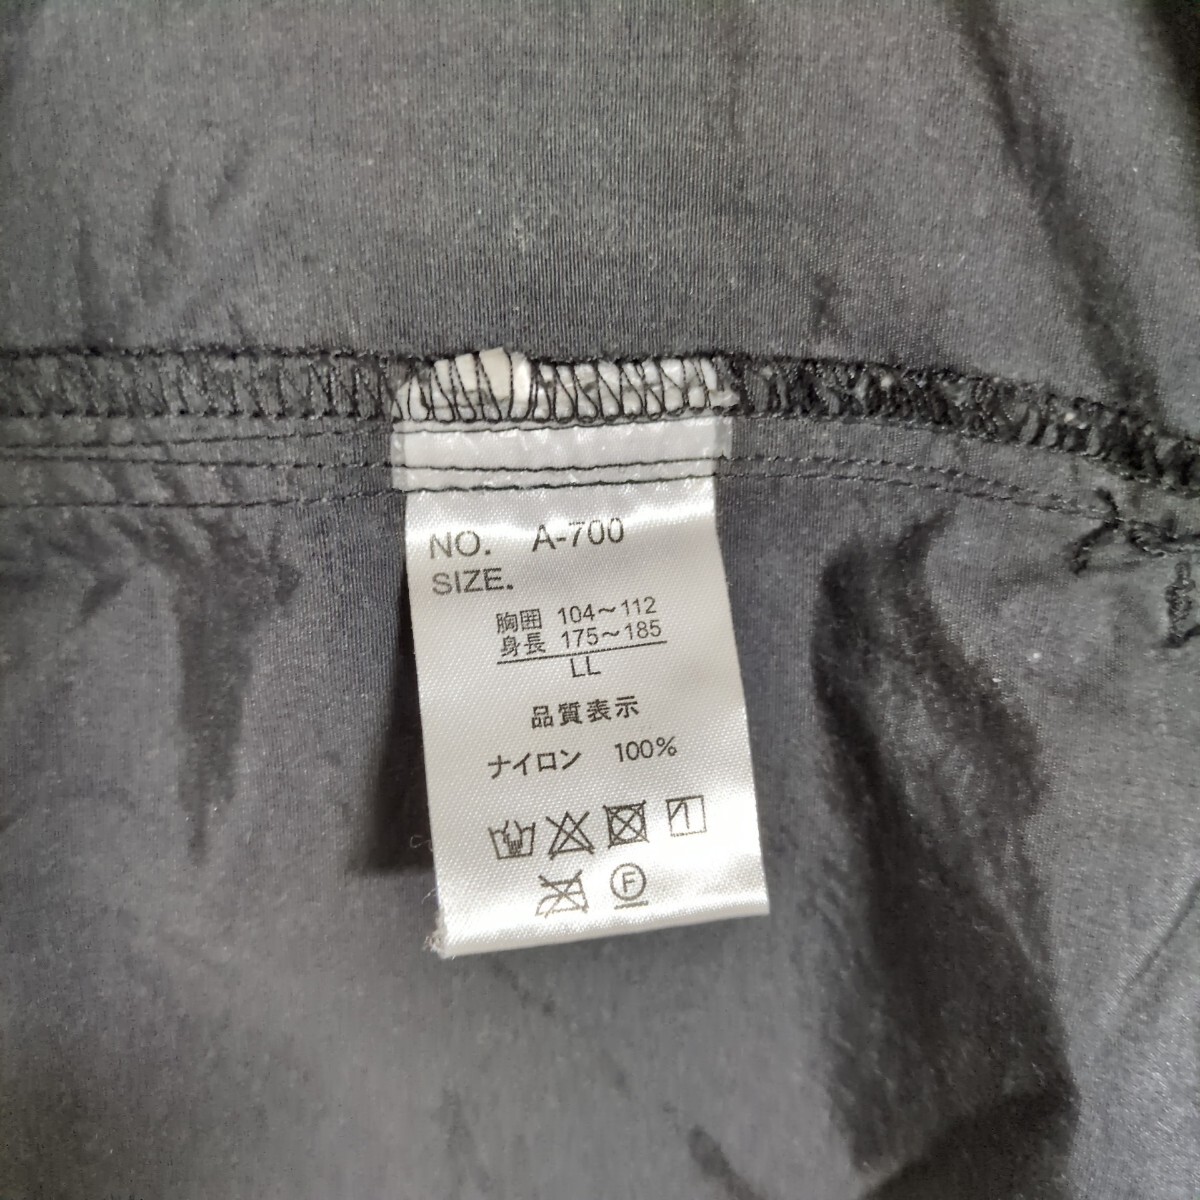 NO. A-700
SIZE.
胸囲 104～112
身長 175～185
LL
品質表示
ナイロン 100%
F